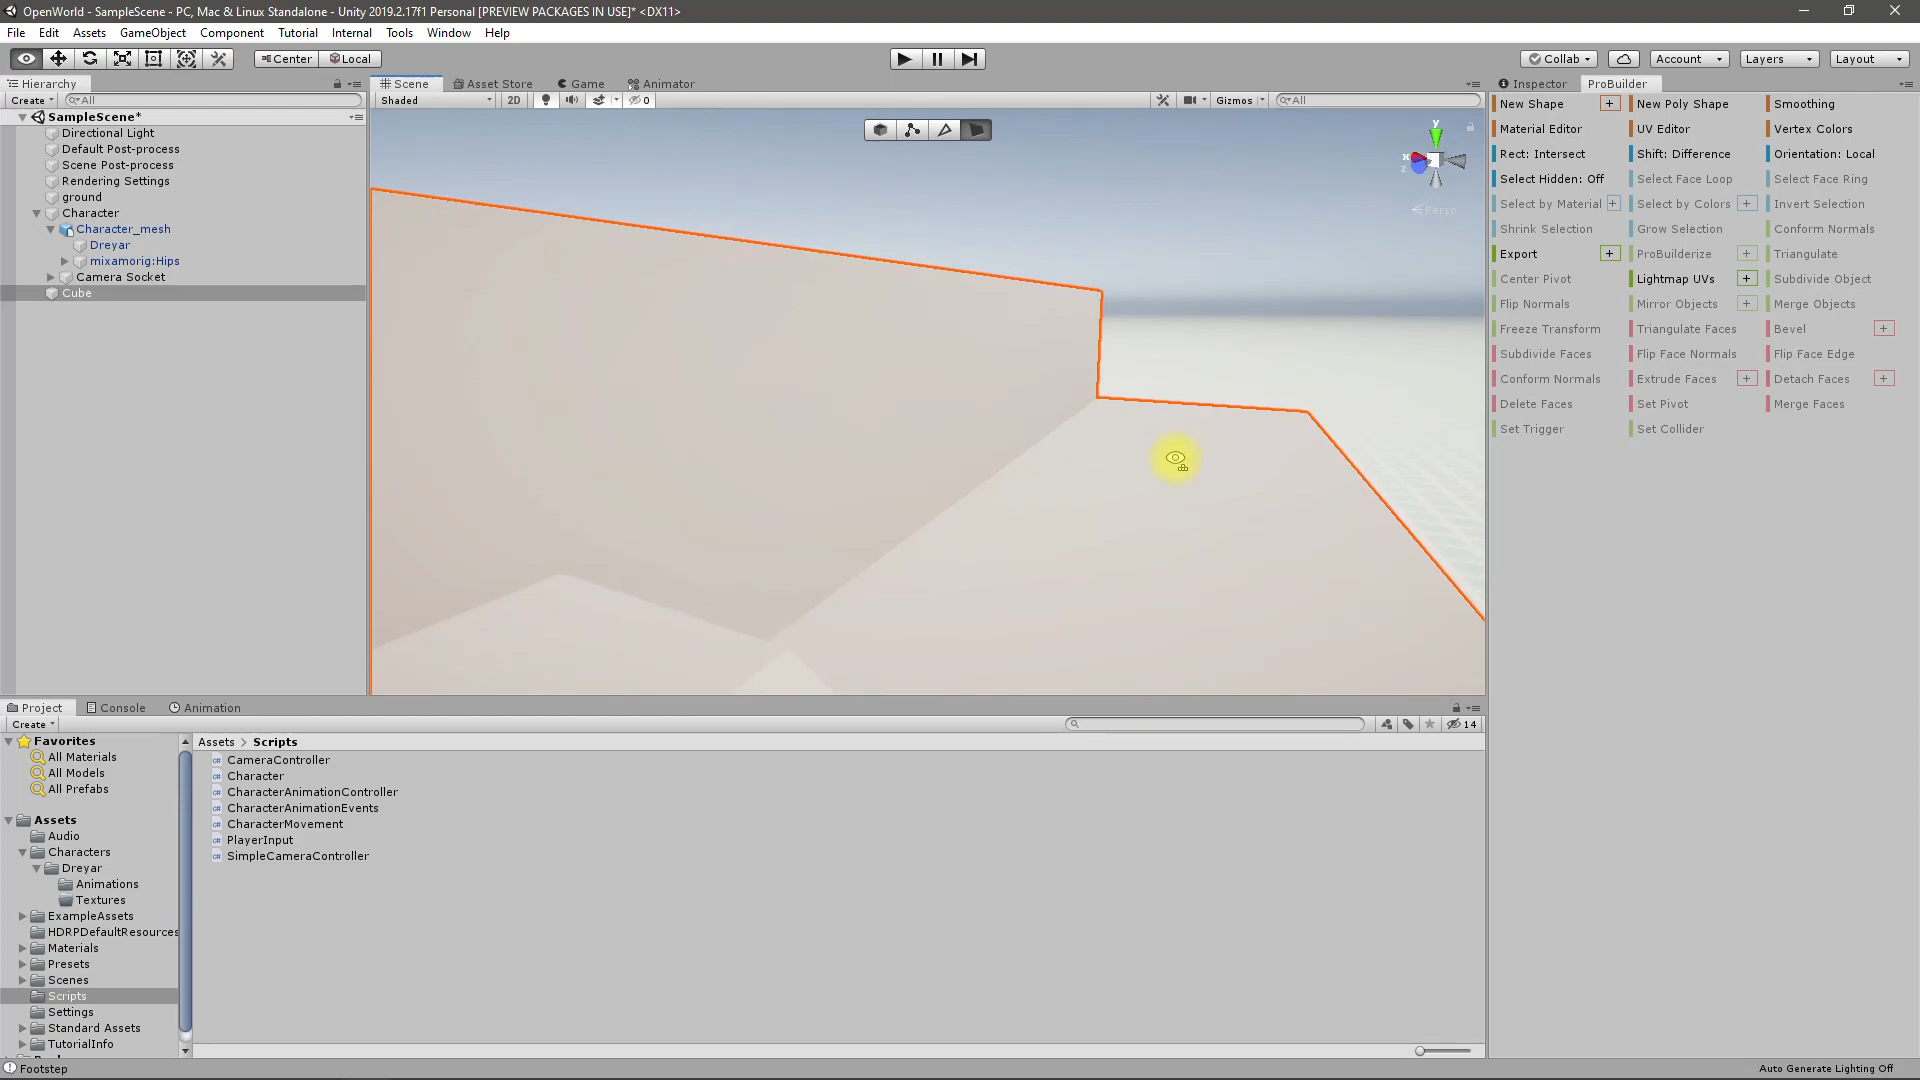 OpenWorld - SampleScene - PC, Mac & Linux Standalone - Unity 2019.2.17f1 Personal [PREVIEW PACKAGES IN USE]* <DX11>
File Edit Assets GameObject Component Tutorial Internal Tools Window Help
Center Local Collab Account Layers Layout
Hierarchy
Create All
SampleScene*
Directional Light
Default Post-process
Scene Post-process
Rendering Settings
ground
Character
Character_mesh
Dreyar
mixamorig:Hips
Camera Socket
Cube
Scene Asset Store Game Animator
Shaded 2D 0 Gizmos All
y
x
z
Persp
Inspector ProBuilder
New Shape + New Poly Shape Smoothing
Material Editor UV Editor Vertex Colors
Rect: Intersect Shift: Difference Orientation: Local
Select Hidden: Off Select Face Loop Select Face Ring
Select by Material + Select by Colors + Invert Selection
Shrink Selection Grow Selection Conform Normals
Export + ProBuilderize + Triangulate
Center Pivot Lightmap UVs + Subdivide Object
Flip Normals Mirror Objects + Merge Objects
Freeze Transform Triangulate Faces Bevel +
Subdivide Faces Flip Face Normals Flip Face Edge
Conform Normals Extrude Faces + Detach Faces +
Delete Faces Set Pivot Merge Faces
Set Trigger Set Collider
Project Console Animation
Create 14
Favorites
All Materials
All Models
All Prefabs
Assets
Audio
Characters
Dreyar
Animations
Textures
ExampleAssets
HDRPDefaultResources
Materials
Presets
Scenes
Scripts
Settings
Standard Assets
TutorialInfo
Assets > Scripts
CameraController
Character
CharacterAnimationController
CharacterAnimationEvents
CharacterMovement
PlayerInput
SimpleCameraController
Footstep
Auto Generate Lighting Off